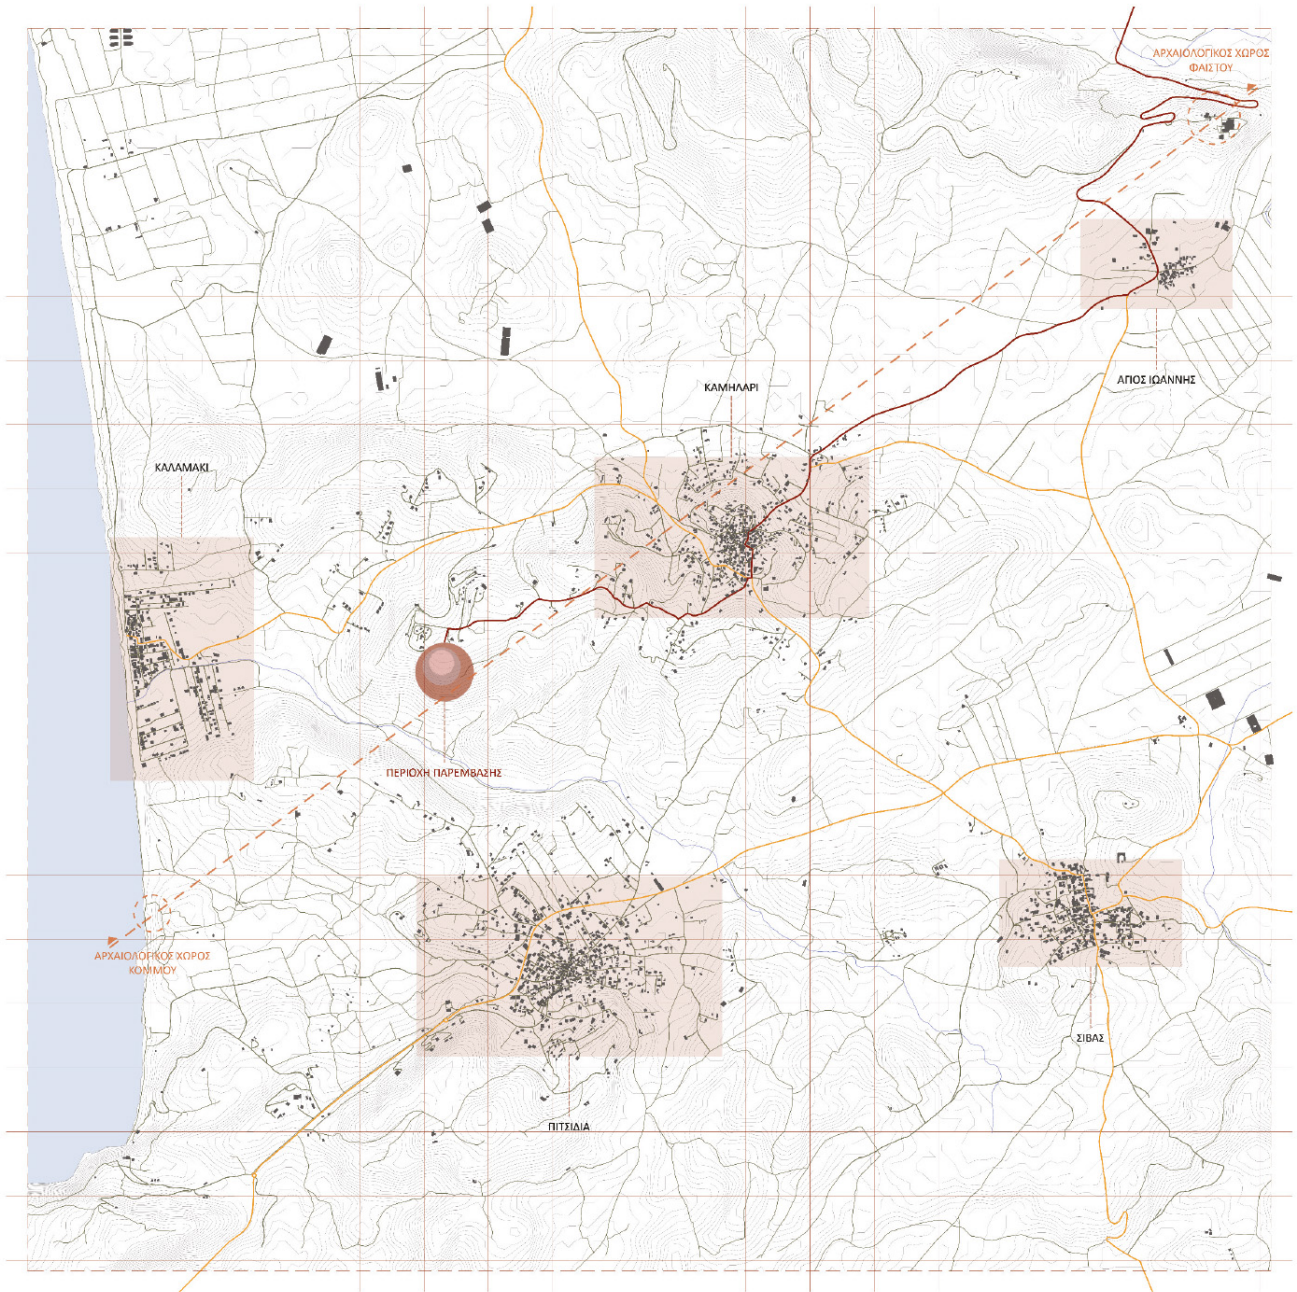 ΑΡΧΑΙΟΛΟΓΙΚΟΣ ΧΩΡΟΣ
ΦΑΙΣΤΟΥ
ΑΓΙΟΣ ΙΩΑΝΝΗΣ
ΚΑΜΗΛΑΡΙ
ΚΑΛΑΜΑΚΙ
ΠΕΡΙΟΧΗ ΠΑΡΕΜΒΑΣΗΣ
ΑΡΧΑΙΟΛΟΓΙΚΟΣ ΧΩΡΟΣ
ΚΟΜΜΟΥ
ΣΙΒΑΣ
ΠΙΤΣΙΔΙΑ